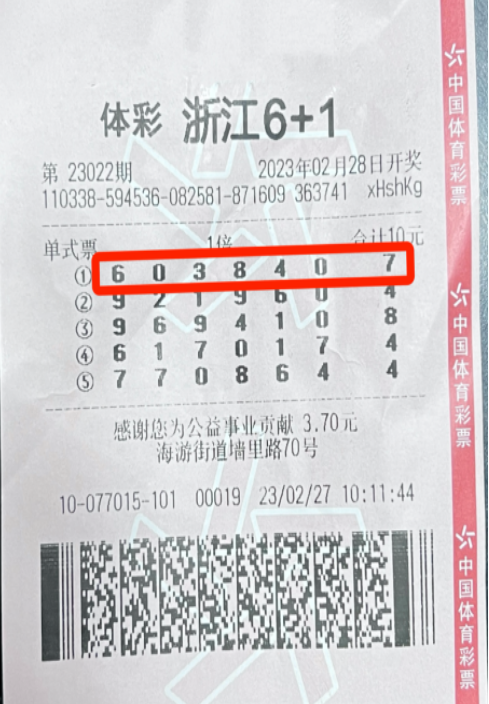 体彩 浙江6+1
第 23022期 2023年02月28日开奖
110338-594536-082581-871609 363741 xHshKg
单式票 1倍 合计10元
① 6 0 3 8 4 0 7
② 9 2 1 9 6 0 4
③ 9 6 9 4 1 0 8
④ 6 1 7 0 1 7 4
⑤ 7 7 0 8 6 4 4
感谢您为公益事业贡献 3.70元
海游街道墙里路70号
10-077015-101 00019 23/02/27 10:11:44
中国体育彩票
中国体育彩票
中国体育彩票